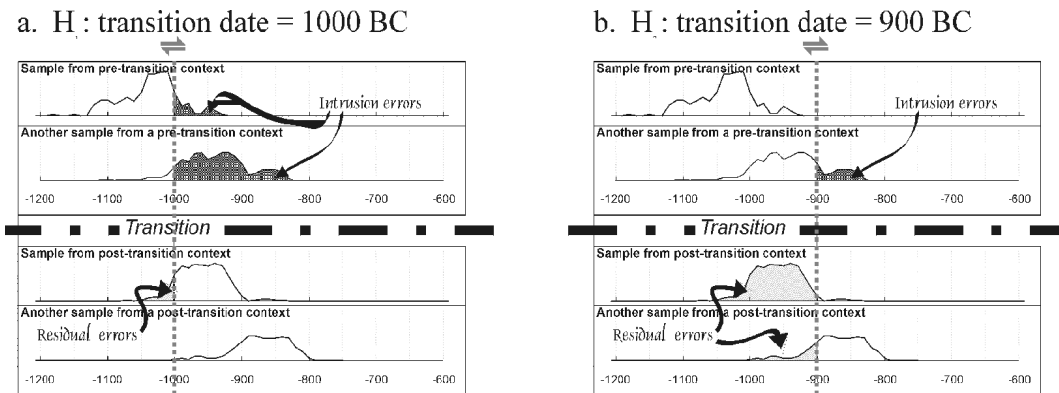 a. H : transition date = 1000 BC
Sample from pre-transition context
Intrusion errors
Another sample from a pre-transition context
-1200 -1100 -1000 -900 -800 -700 -600
Transition
Sample from post-transition context
Another sample from a post-transition context
Residual errors
-1200 -1100 -1000 -900 -800 -700 -600
b. H : transition date = 900 BC
Sample from pre-transition context
Intrusion errors
Another sample from a pre-transition context
-1200 -1100 -1000 -900 -800 -700 -600
Transition
Sample from post-transition context
Another sample from a post-transition context
Residual errors
-1200 -1100 -1000 -900 -800 -700 -600